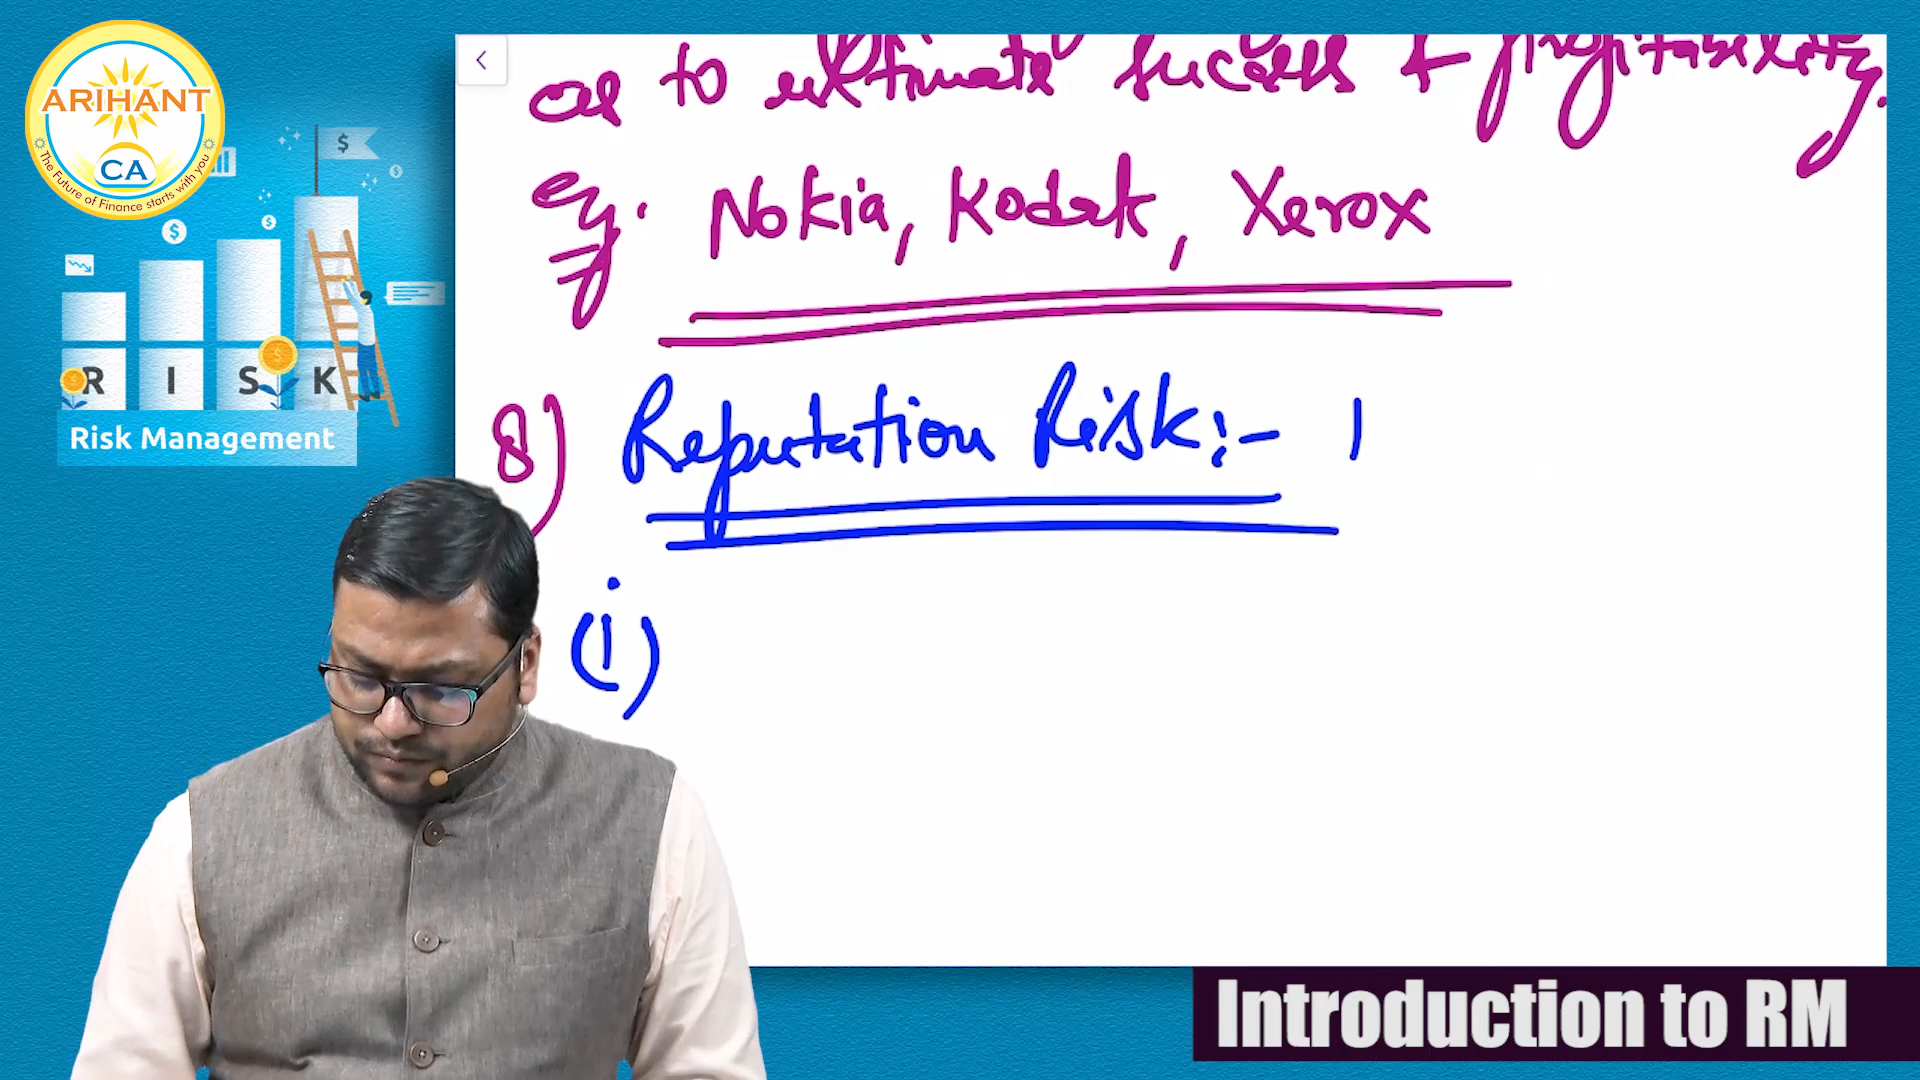 ARIHANT
CA
The Future of Finance starts with you
$
$
$
$
$
R I S K
Risk Management
as to ultimate success & profitability.
eg. Nokia, Kodak, Xerox
8) Reputation Risk:- 1
(i)
Introduction to RM